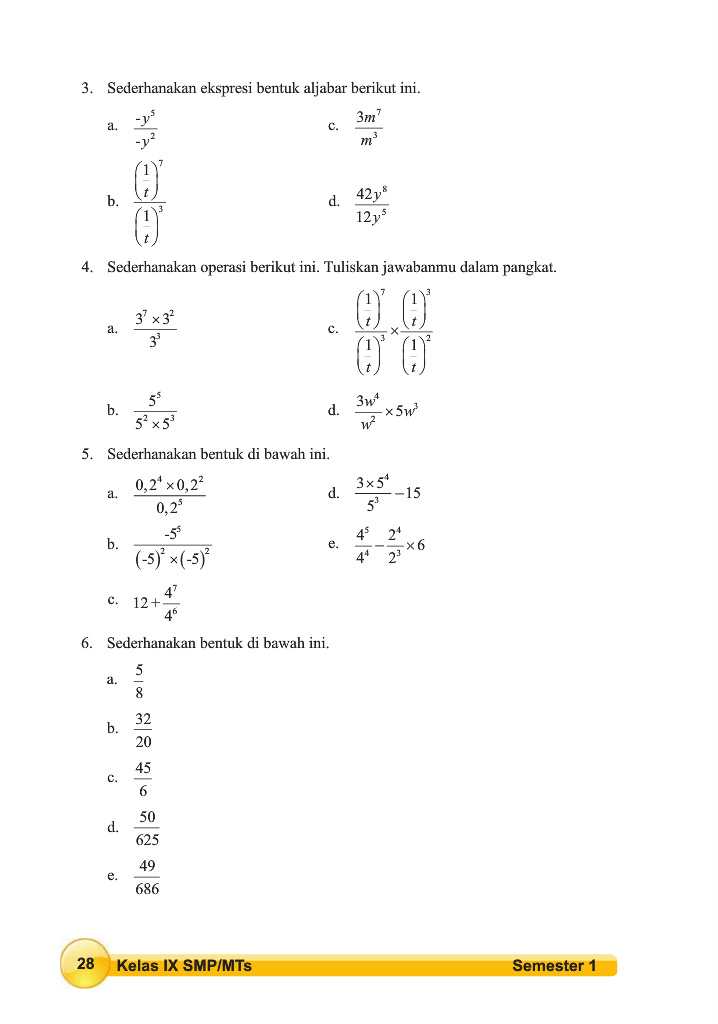 3. Sederhanakan ekspresi bentuk aljabar berikut ini.
a. \frac{-y^5}{-y^2} c. \frac{3m^7}{m^3}
b. \frac{\left(\frac{1}{t}\right)^7}{\left(\frac{1}{t}\right)^3} d. \frac{42y^8}{12y^5}
4. Sederhanakan operasi berikut ini. Tuliskan jawabanmu dalam pangkat.
a. \frac{3^7 × 3^2}{3^3} c. \frac{\left(\frac{1}{t}\right)^7}{\left(\frac{1}{t}\right)^3} × \frac{\left(\frac{1}{t}\right)^3}{\left(\frac{1}{t}\right)^2}
b. \frac{5^5}{5^2 × 5^3} d. \frac{3w^4}{w^2} × 5w^3
5. Sederhanakan bentuk di bawah ini.
a. \frac{0,2^4 × 0,2^2}{0,2^5} d. \frac{3 × 5^4}{5^3} − 15
b. \frac{-5^5}{(-5)^2 × (-5)^2} e. \frac{4^5}{4^4} − \frac{2^4}{2^3} × 6
c. 12 + \frac{4^7}{4^6}
6. Sederhanakan bentuk di bawah ini.
a. \frac{5}{8}
b. \frac{32}{20}
c. \frac{45}{6}
d. \frac{50}{625}
e. \frac{49}{686}
28 Kelas IX SMP/MTs Semester 1